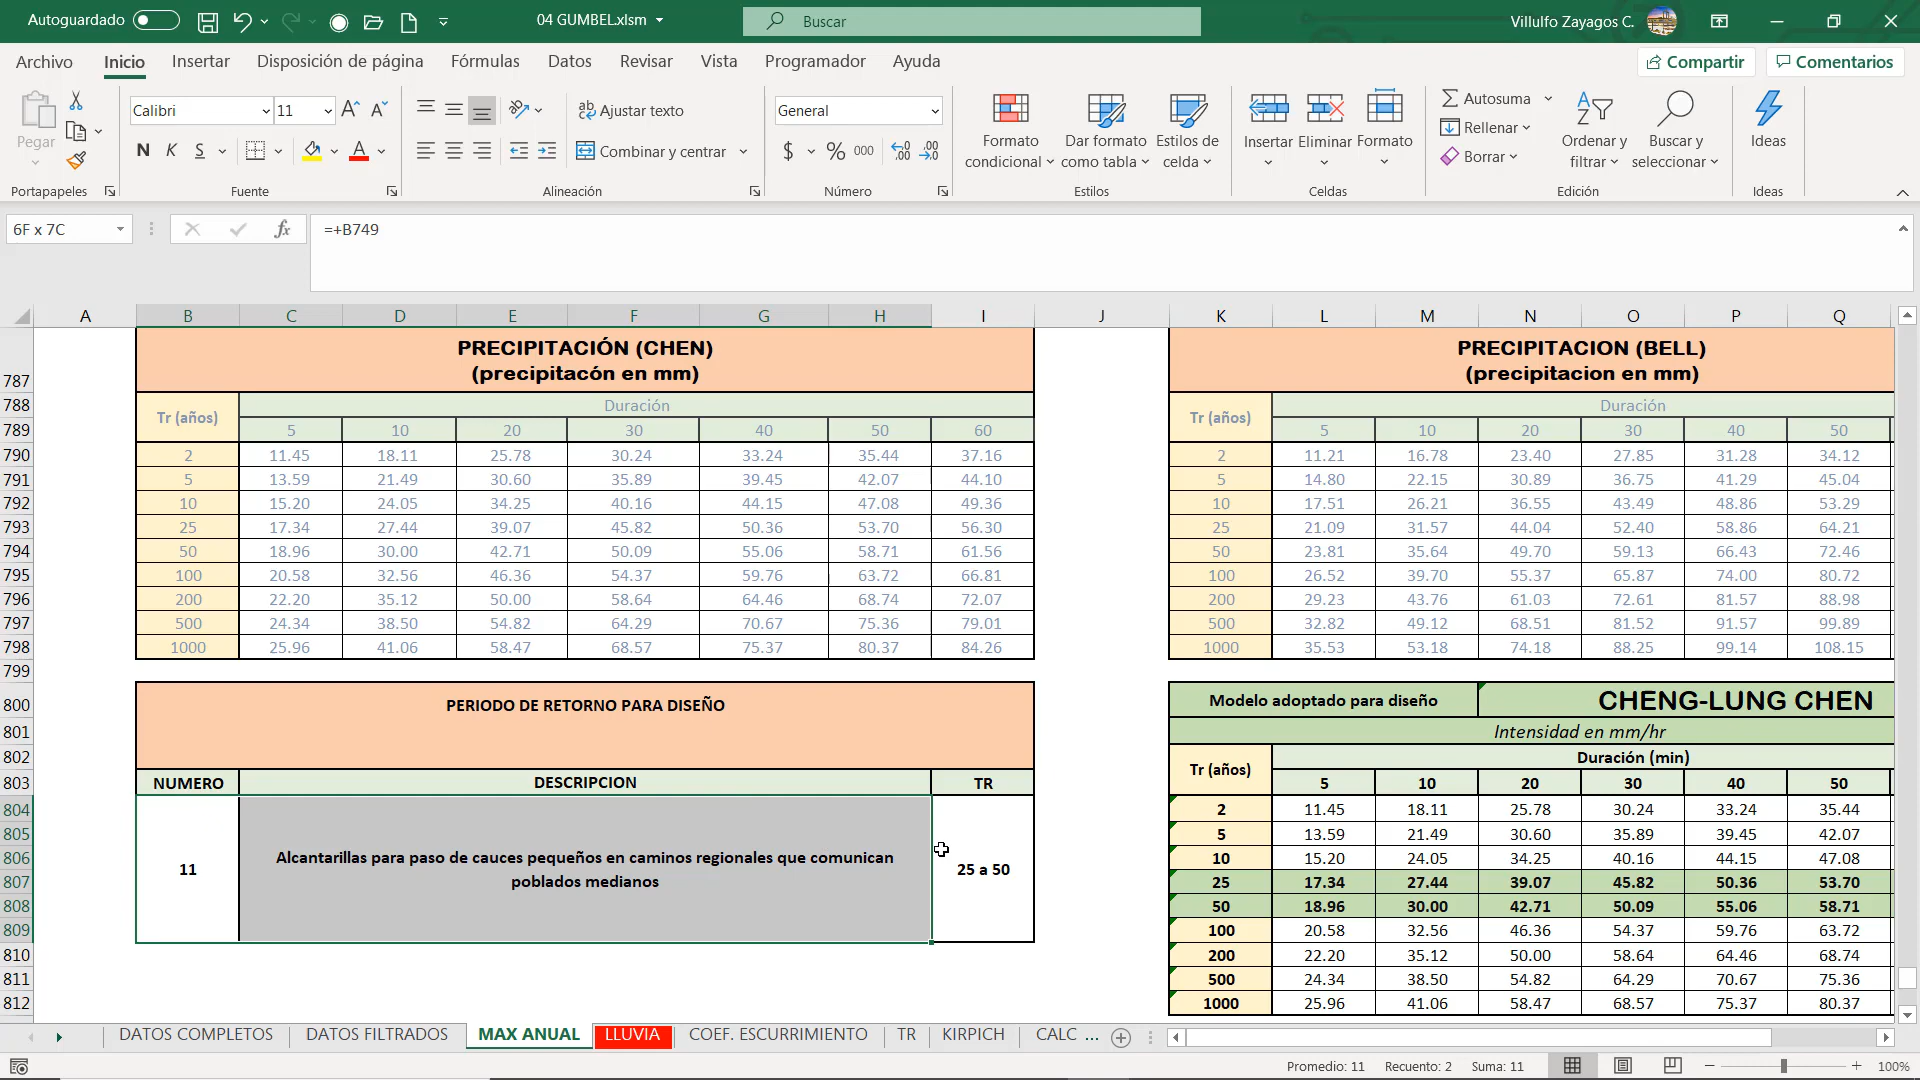 Autoguardado
04 GUMBEL.xlsm
Buscar
Villulfo Zayagos C.
Archivo Inicio Insertar Disposición de página Fórmulas Datos Revisar Vista Programador Ayuda
Compartir Comentarios
Pegar
Portapapeles
Calibri 11
N K S
Fuente
Ajustar texto
Combinar y centrar
Alineación
General
$ % 000
Número
Formato condicional
Dar formato como tabla
Estilos de celda
Estilos
Insertar Eliminar Formato
Celdas
Autosuma
Rellenar
Borrar
Ordenar y filtrar
Buscar y seleccionar
Edición
Ideas
Ideas
6F x 7C fx =+B749
A B C D E F G H I J K L M N O P Q
787
PRECIPITACIÓN (CHEN)
(precipitacón en mm)
788 Tr (años) Duración
789 5 10 20 30 40 50 60
790 2 11.45 18.11 25.78 30.24 33.24 35.44 37.16
791 5 13.59 21.49 30.60 35.89 39.45 42.07 44.10
792 10 15.20 24.05 34.25 40.16 44.15 47.08 49.36
793 25 17.34 27.44 39.07 45.82 50.36 53.70 56.30
794 50 18.96 30.00 42.71 50.09 55.06 58.71 61.56
795 100 20.58 32.56 46.36 54.37 59.76 63.72 66.81
796 200 22.20 35.12 50.00 58.64 64.46 68.74 72.07
797 500 24.34 38.50 54.82 64.29 70.67 75.36 79.01
798 1000 25.96 41.06 58.47 68.57 75.37 80.37 84.26
PRECIPITACION (BELL)
(precipitacion en mm)
Tr (años) Duración
5 10 20 30 40 50
2 11.21 16.78 23.40 27.85 31.28 34.12
5 14.80 22.15 30.89 36.75 41.29 45.04
10 17.51 26.21 36.55 43.49 48.86 53.29
25 21.09 31.57 44.04 52.40 58.86 64.21
50 23.81 35.64 49.70 59.13 66.43 72.46
100 26.52 39.70 55.37 65.87 74.00 80.72
200 29.23 43.76 61.03 72.61 81.57 88.98
500 32.82 49.12 68.51 81.52 91.57 99.89
1000 35.53 53.18 74.18 88.25 99.14 108.15
799
800 PERIODO DE RETORNO PARA DISEÑO
801
802
803 NUMERO DESCRIPCION TR
804
805
806 Alcantarillas para paso de cauces pequeños en caminos regionales que comunican
11 25 a 50
807 poblados medianos
808
809
810
811
812
Modelo adoptado para diseño CHENG-LUNG CHEN
Intensidad en mm/hr
Tr (años) Duración (min)
5 10 20 30 40 50
2 11.45 18.11 25.78 30.24 33.24 35.44
5 13.59 21.49 30.60 35.89 39.45 42.07
10 15.20 24.05 34.25 40.16 44.15 47.08
25 17.34 27.44 39.07 45.82 50.36 53.70
50 18.96 30.00 42.71 50.09 55.06 58.71
100 20.58 32.56 46.36 54.37 59.76 63.72
200 22.20 35.12 50.00 58.64 64.46 68.74
500 24.34 38.50 54.82 64.29 70.67 75.36
1000 25.96 41.06 58.47 68.57 75.37 80.37
DATOS COMPLETOS DATOS FILTRADOS MAX ANUAL LLUVIA COEF. ESCURRIMIENTO TR KIRPICH CALC ...
Promedio: 11 Recuento: 2 Suma: 11 100%